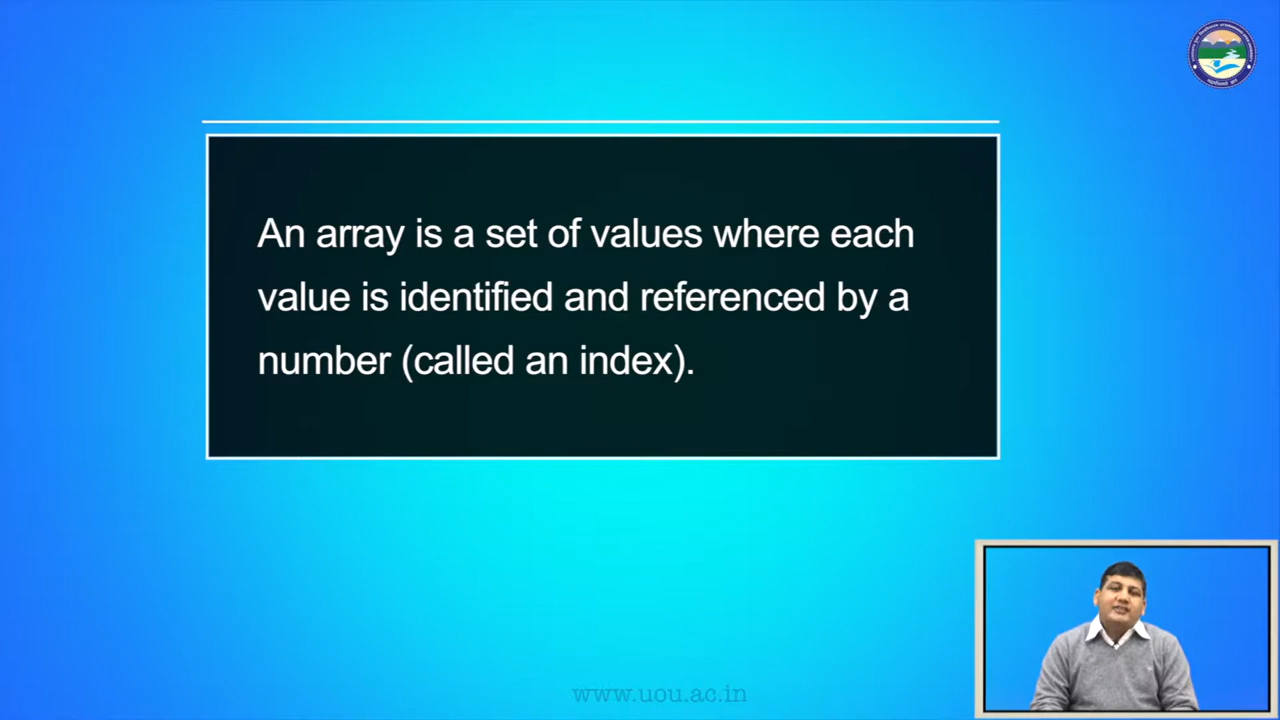 An array is a set of values where each
value is identified and referenced by a
number (called an index).
www.uou.ac.in